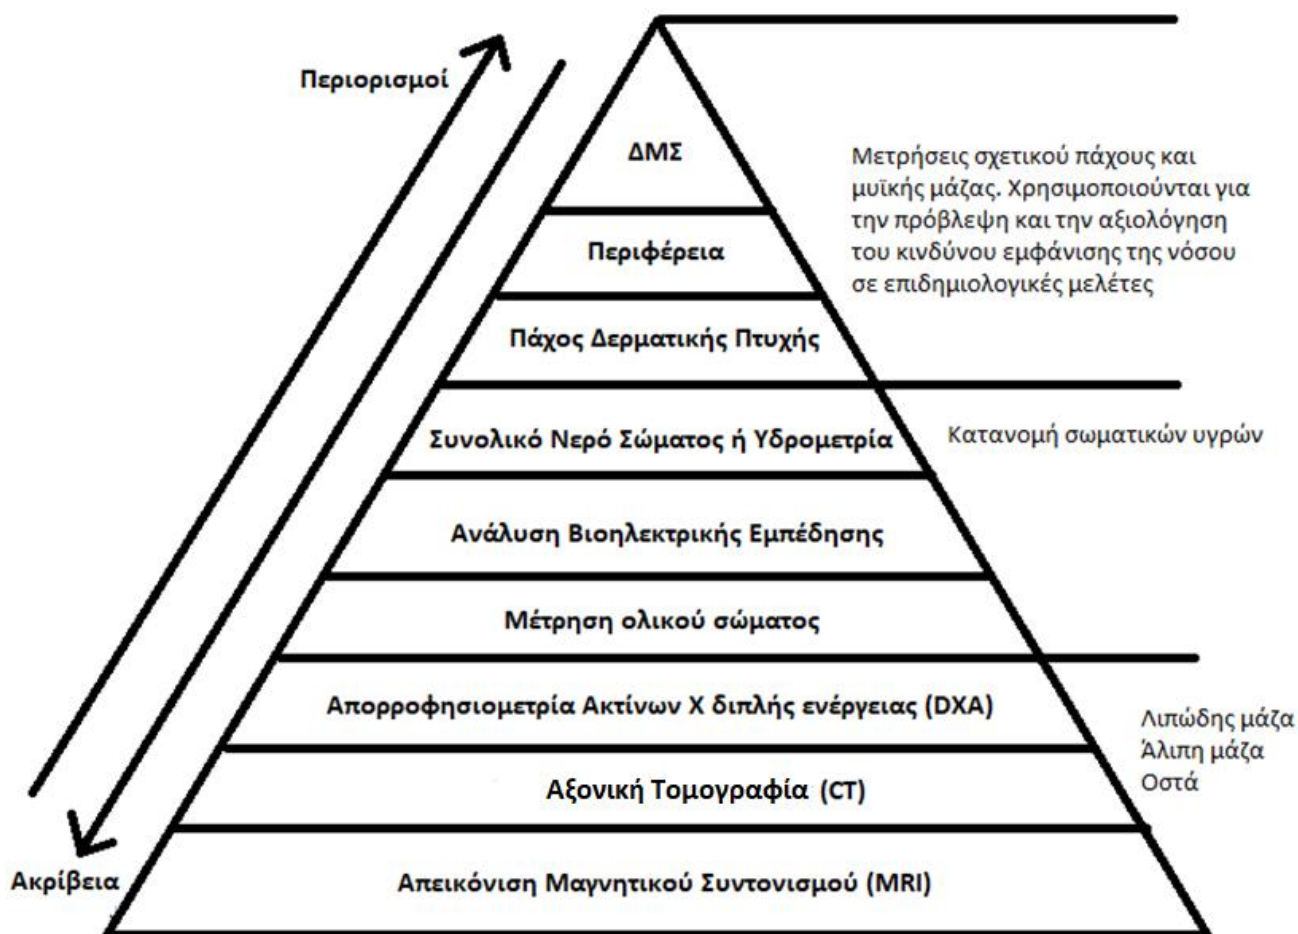 Περιορισμοί
ΔΜΣ
Μετρήσεις σχετικού πάχους και
μυϊκής μάζας. Χρησιμοποιούνται για
την πρόβλεψη και την αξιολόγηση
του κινδύνου εμφάνισης της νόσου
σε επιδημιολογικές μελέτες
Περιφέρεια
Πάχος Δερματικής Πτυχής
Συνολικό Νερό Σώματος ή Υδρομετρία
Κατανομή σωματικών υγρών
Ανάλυση Βιοηλεκτρικής Εμπέδησης
Μέτρηση ολικού σώματος
Απορροφησιομετρία Ακτίνων Χ διπλής ενέργειας (DXA)
Λιπώδης μάζα
Άλιπη μάζα
Οστά
Αξονική Τομογραφία (CT)
Ακρίβεια
Απεικόνιση Μαγνητικού Συντονισμού (MRI)